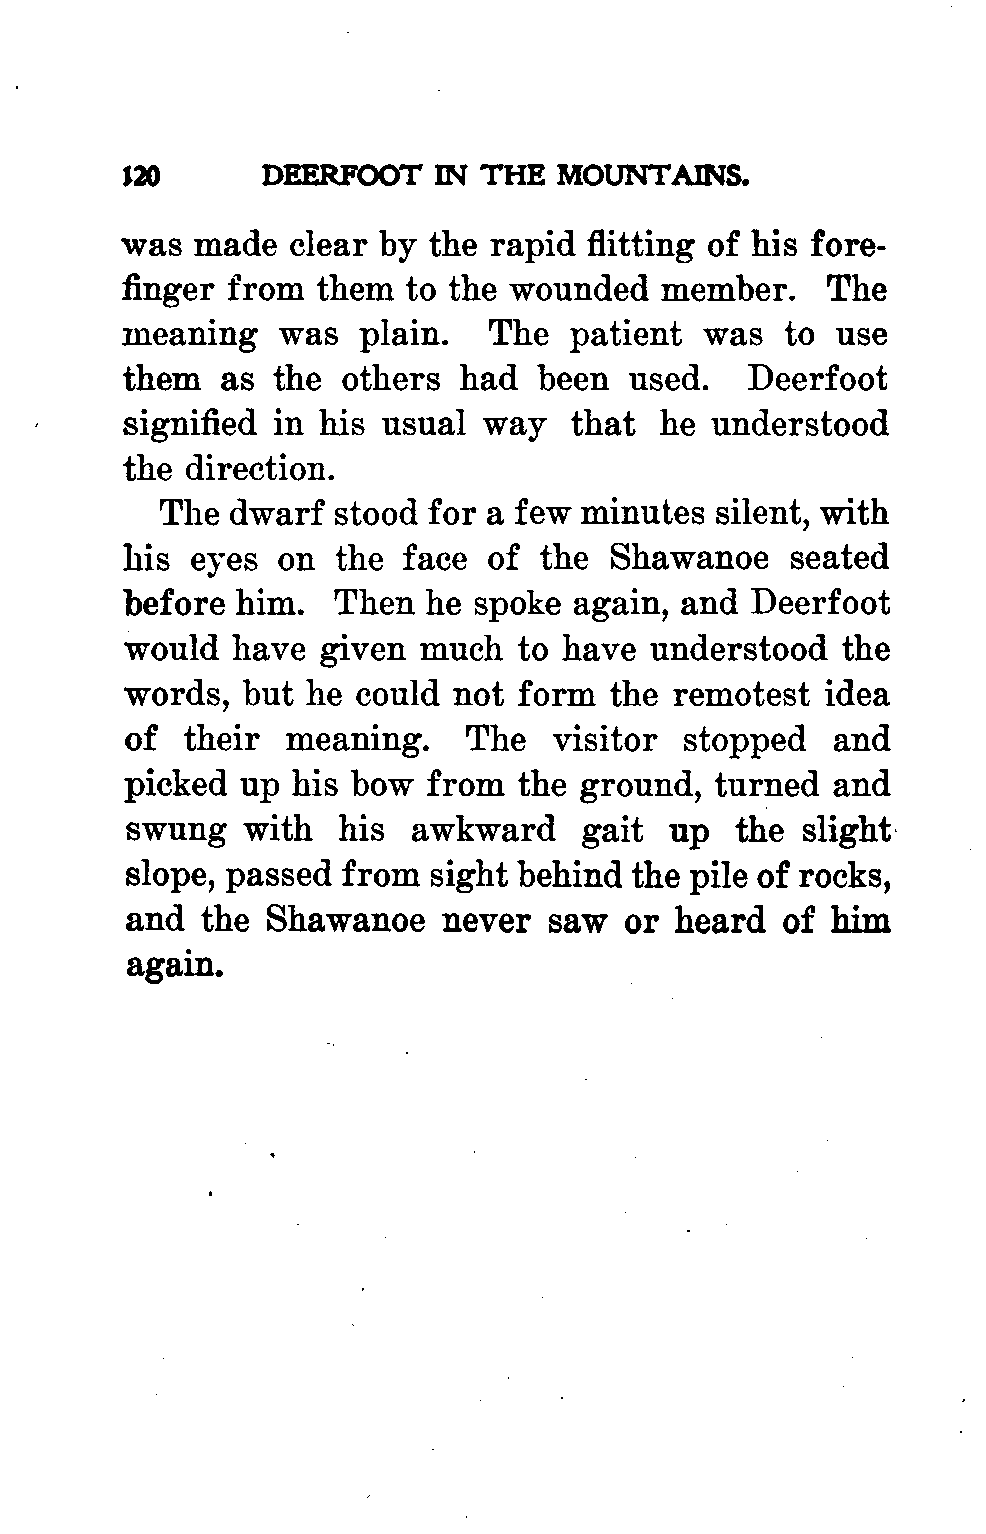 120 DEERFOOT IN THE MOUNTAINS.
was made clear by the rapid flitting of his fore-
finger from them to the wounded member. The
meaning was plain. The patient was to use
them as the others had been used. Deerfoot
signified in his usual way that he understood
the direction.
The dwarf stood for a few minutes silent, with
his eyes on the face of the Shawanoe seated
before him. Then he spoke again, and Deerfoot
would have given much to have understood the
words, but he could not form the remotest idea
of their meaning. The visitor stopped and
picked up his bow from the ground, turned and
swung with his awkward gait up the slight
slope, passed from sight behind the pile of rocks,
and the Shawanoe never saw or heard of him
again.